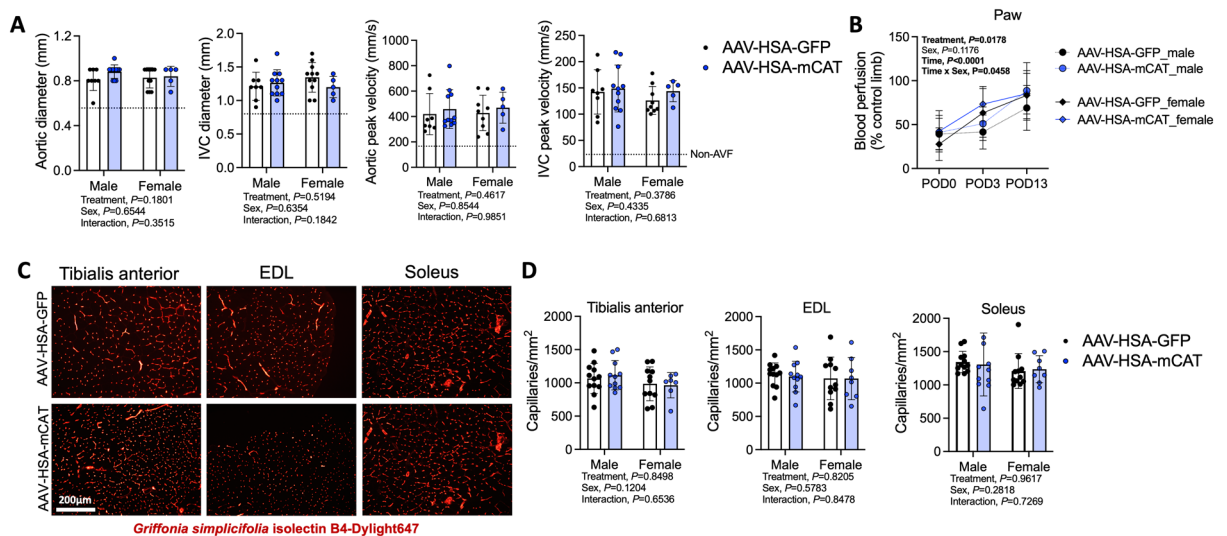 A
Aortic diameter (mm)
1.2
0.8
0.4
0.0
Male Female
Treatment, P=0.1801
Sex, P=0.6544
Interaction, P=0.3515
IVC diameter (mm)
2.0
1.5
1.0
0.5
0.0
Male Female
Treatment, P=0.5194
Sex, P=0.6354
Interaction, P=0.1842
Aortic peak velocity (mm/s)
1000
800
600
400
200
0
Male Female
Treatment, P=0.4617
Sex, P=0.8544
Interaction, P=0.9851
IVC peak velocity (mm/s)
250
200
150
100
50
0
Non-AVF
Male Female
Treatment, P=0.3786
Sex, P=0.4335
Interaction, P=0.6813
AAV-HSA-GFP
AAV-HSA-mCAT
B
Paw
Blood perfusion
(% control limb)
150
100
50
0
Treatment, P=0.0178
Sex, P=0.1176
Time, P<0.0001
Time x Sex, P=0.0458
POD0 POD3 POD13
AAV-HSA-GFP_male
AAV-HSA-mCAT_male
AAV-HSA-GFP_female
AAV-HSA-mCAT_female
C
Tibialis anterior EDL Soleus
AAV-HSA-GFP
AAV-HSA-mCAT
200μm
Griffonia simplicifolia isolectin B4-Dylight647
D
Tibialis anterior
Capillaries/mm2
2000
1500
1000
500
0
Male Female
Treatment, P=0.8498
Sex, P=0.1204
Interaction, P=0.6536
EDL
Capillaries/mm2
2000
1500
1000
500
0
Male Female
Treatment, P=0.8205
Sex, P=0.5783
Interaction, P=0.8478
Soleus
Capillaries/mm2
2000
1500
1000
500
0
Male Female
Treatment, P=0.9617
Sex, P=0.2818
Interaction, P=0.7269
AAV-HSA-GFP
AAV-HSA-mCAT